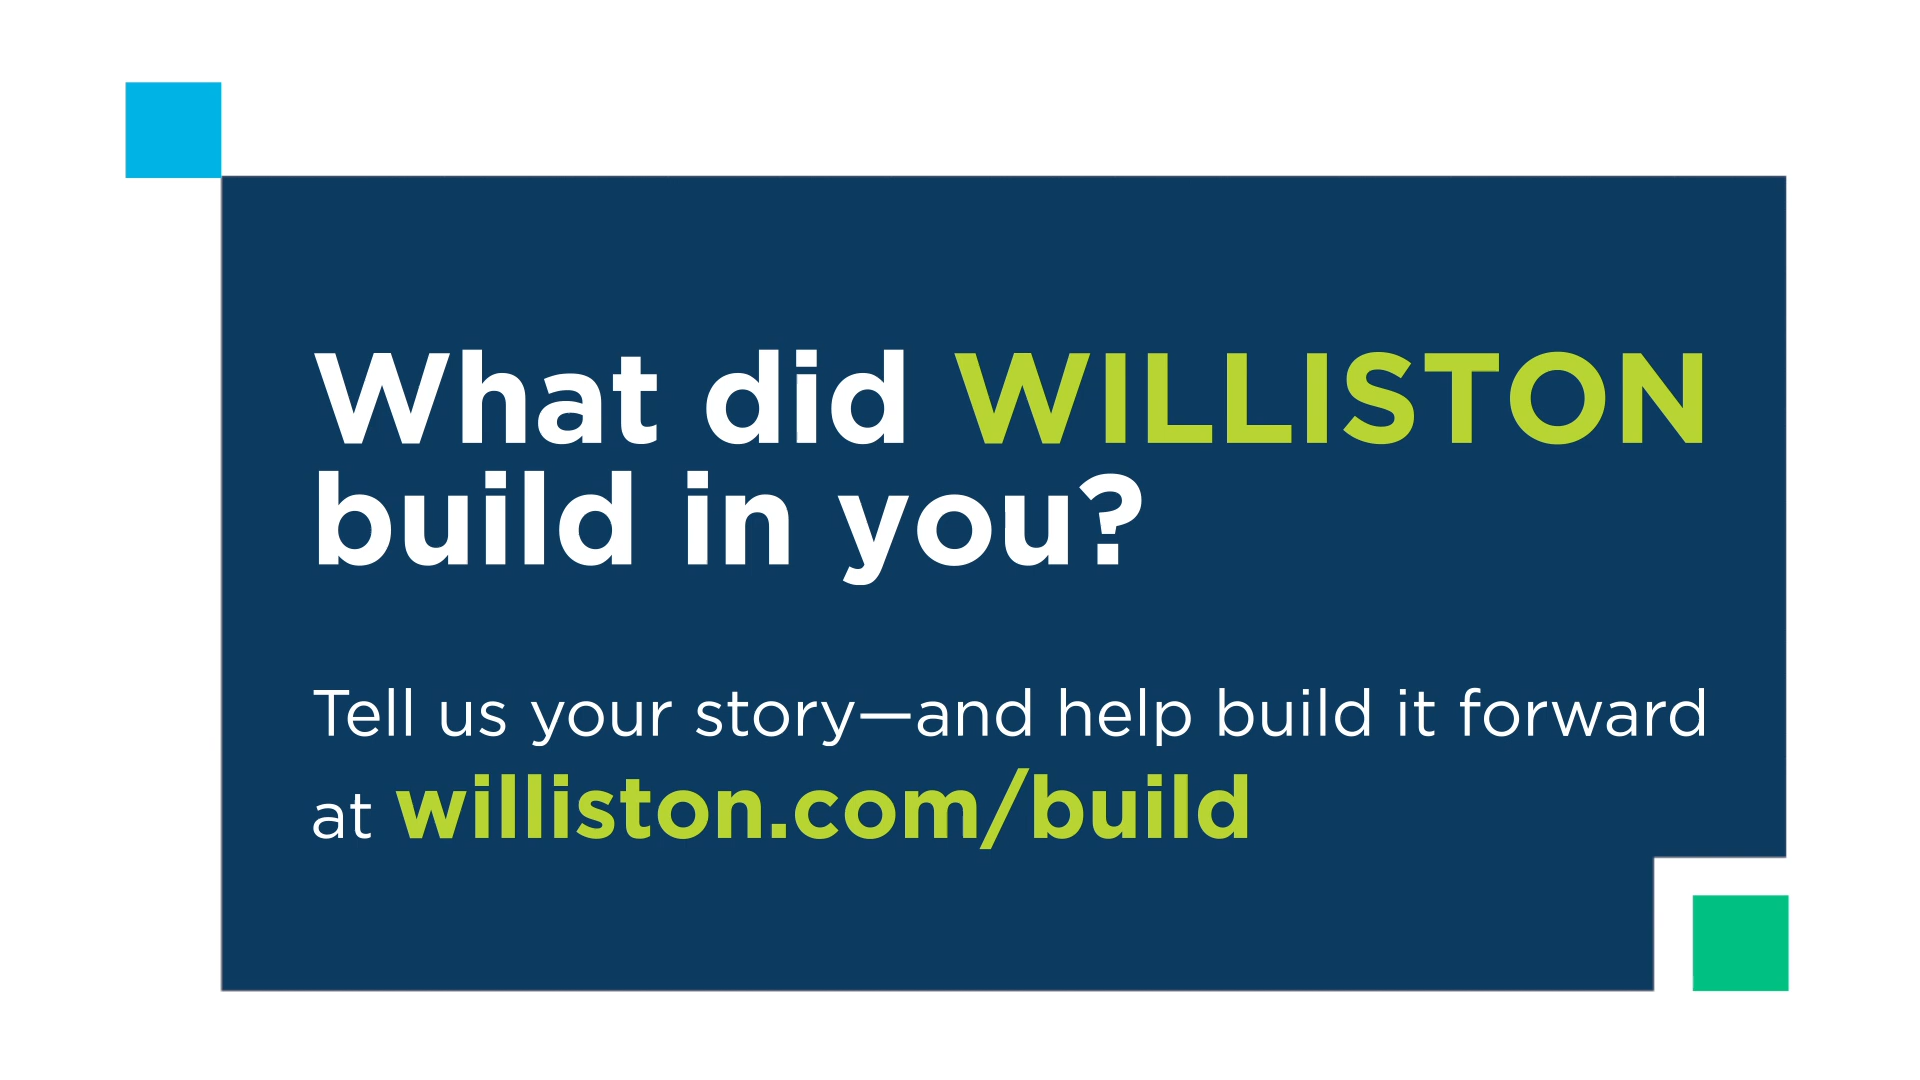 What did WILLISTON
build in you?
Tell us your story—and help build it forward
at williston.com/build